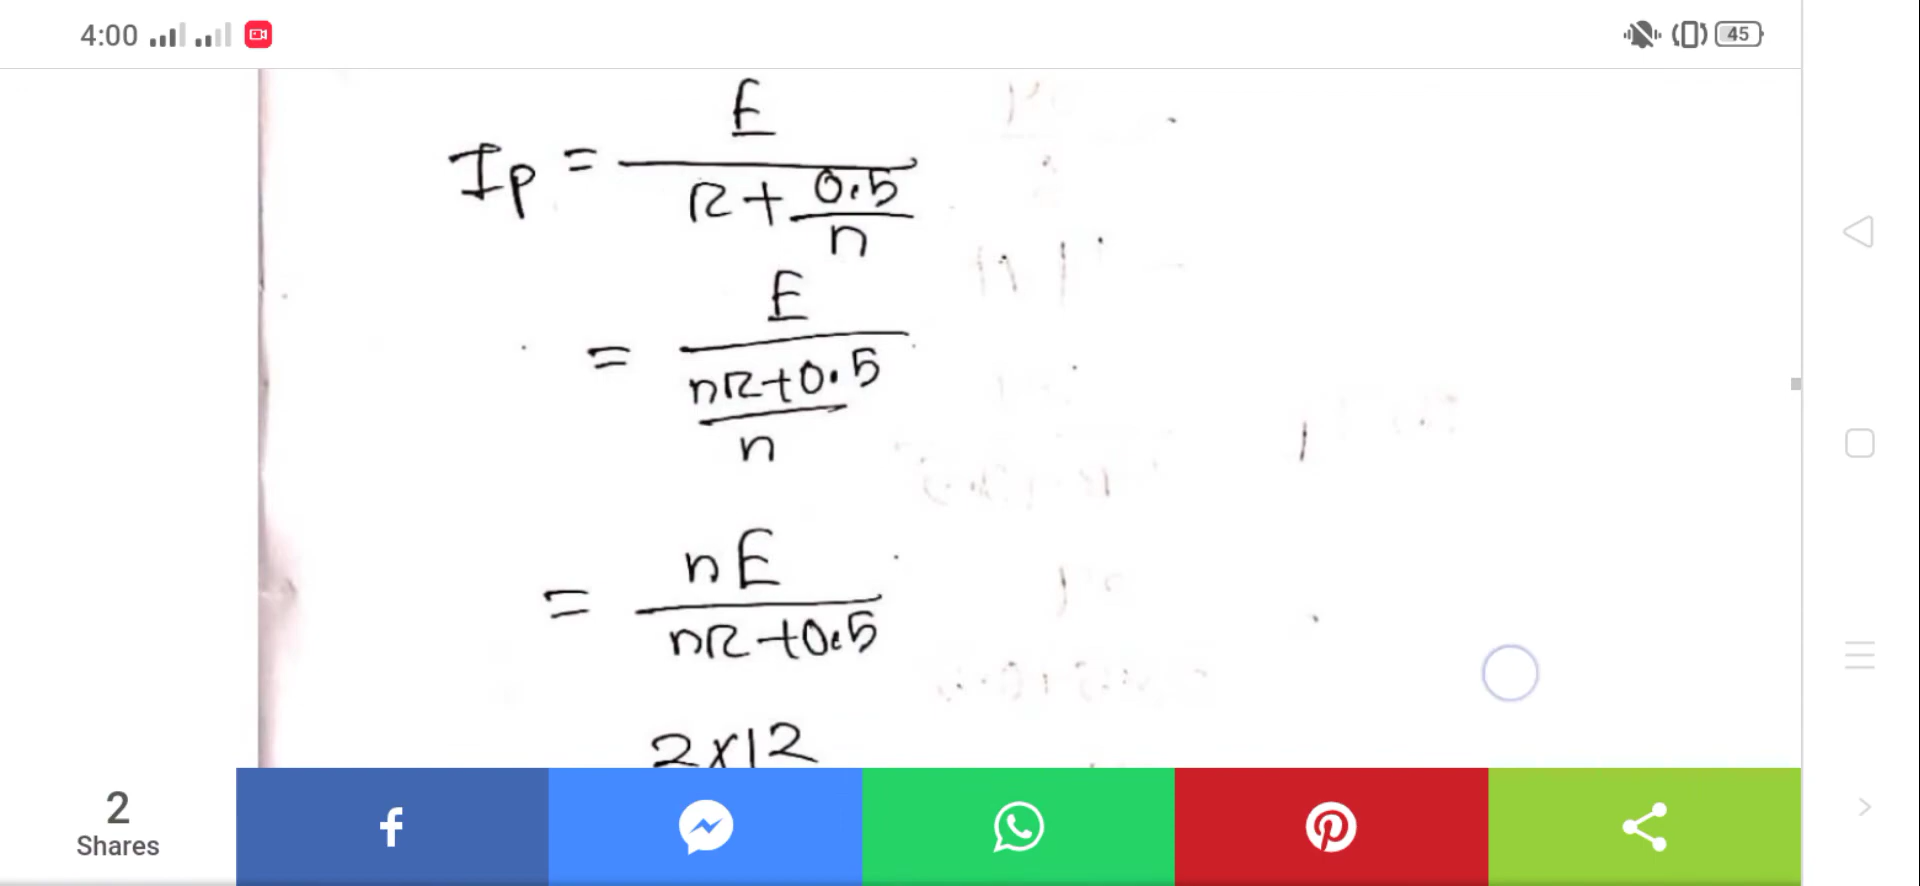 4:00
45
Ip = E / (R + 0.5/n)
= E / ((nR+0.5)/n)
= nE / (nR+0.5)
2x12
2
Shares